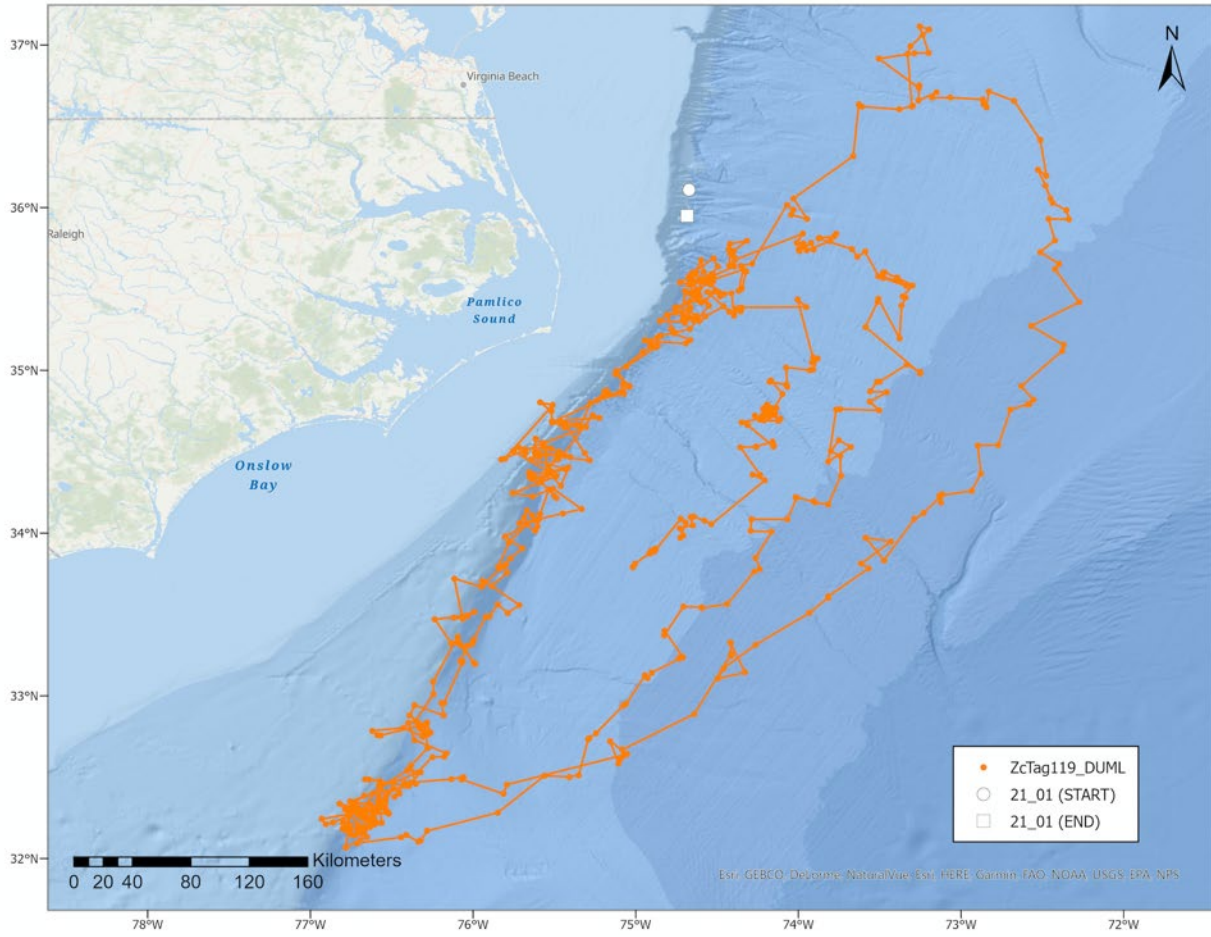 37°N
36°N
35°N
34°N
33°N
32°N
N
Virginia Beach
Raleigh
Pamlico
Sound
Onslow
Bay
ZcTag119_DUML
21_01 (START)
21_01 (END)
Kilometers
0 20 40 80 120 160
Esri, GEBCO, DeLorme, NaturalVue, Esri, HERE, Garmin, FAO, NOAA, USGS, EPA, NPS
78°W 77°W 76°W 75°W 74°W 73°W 72°W